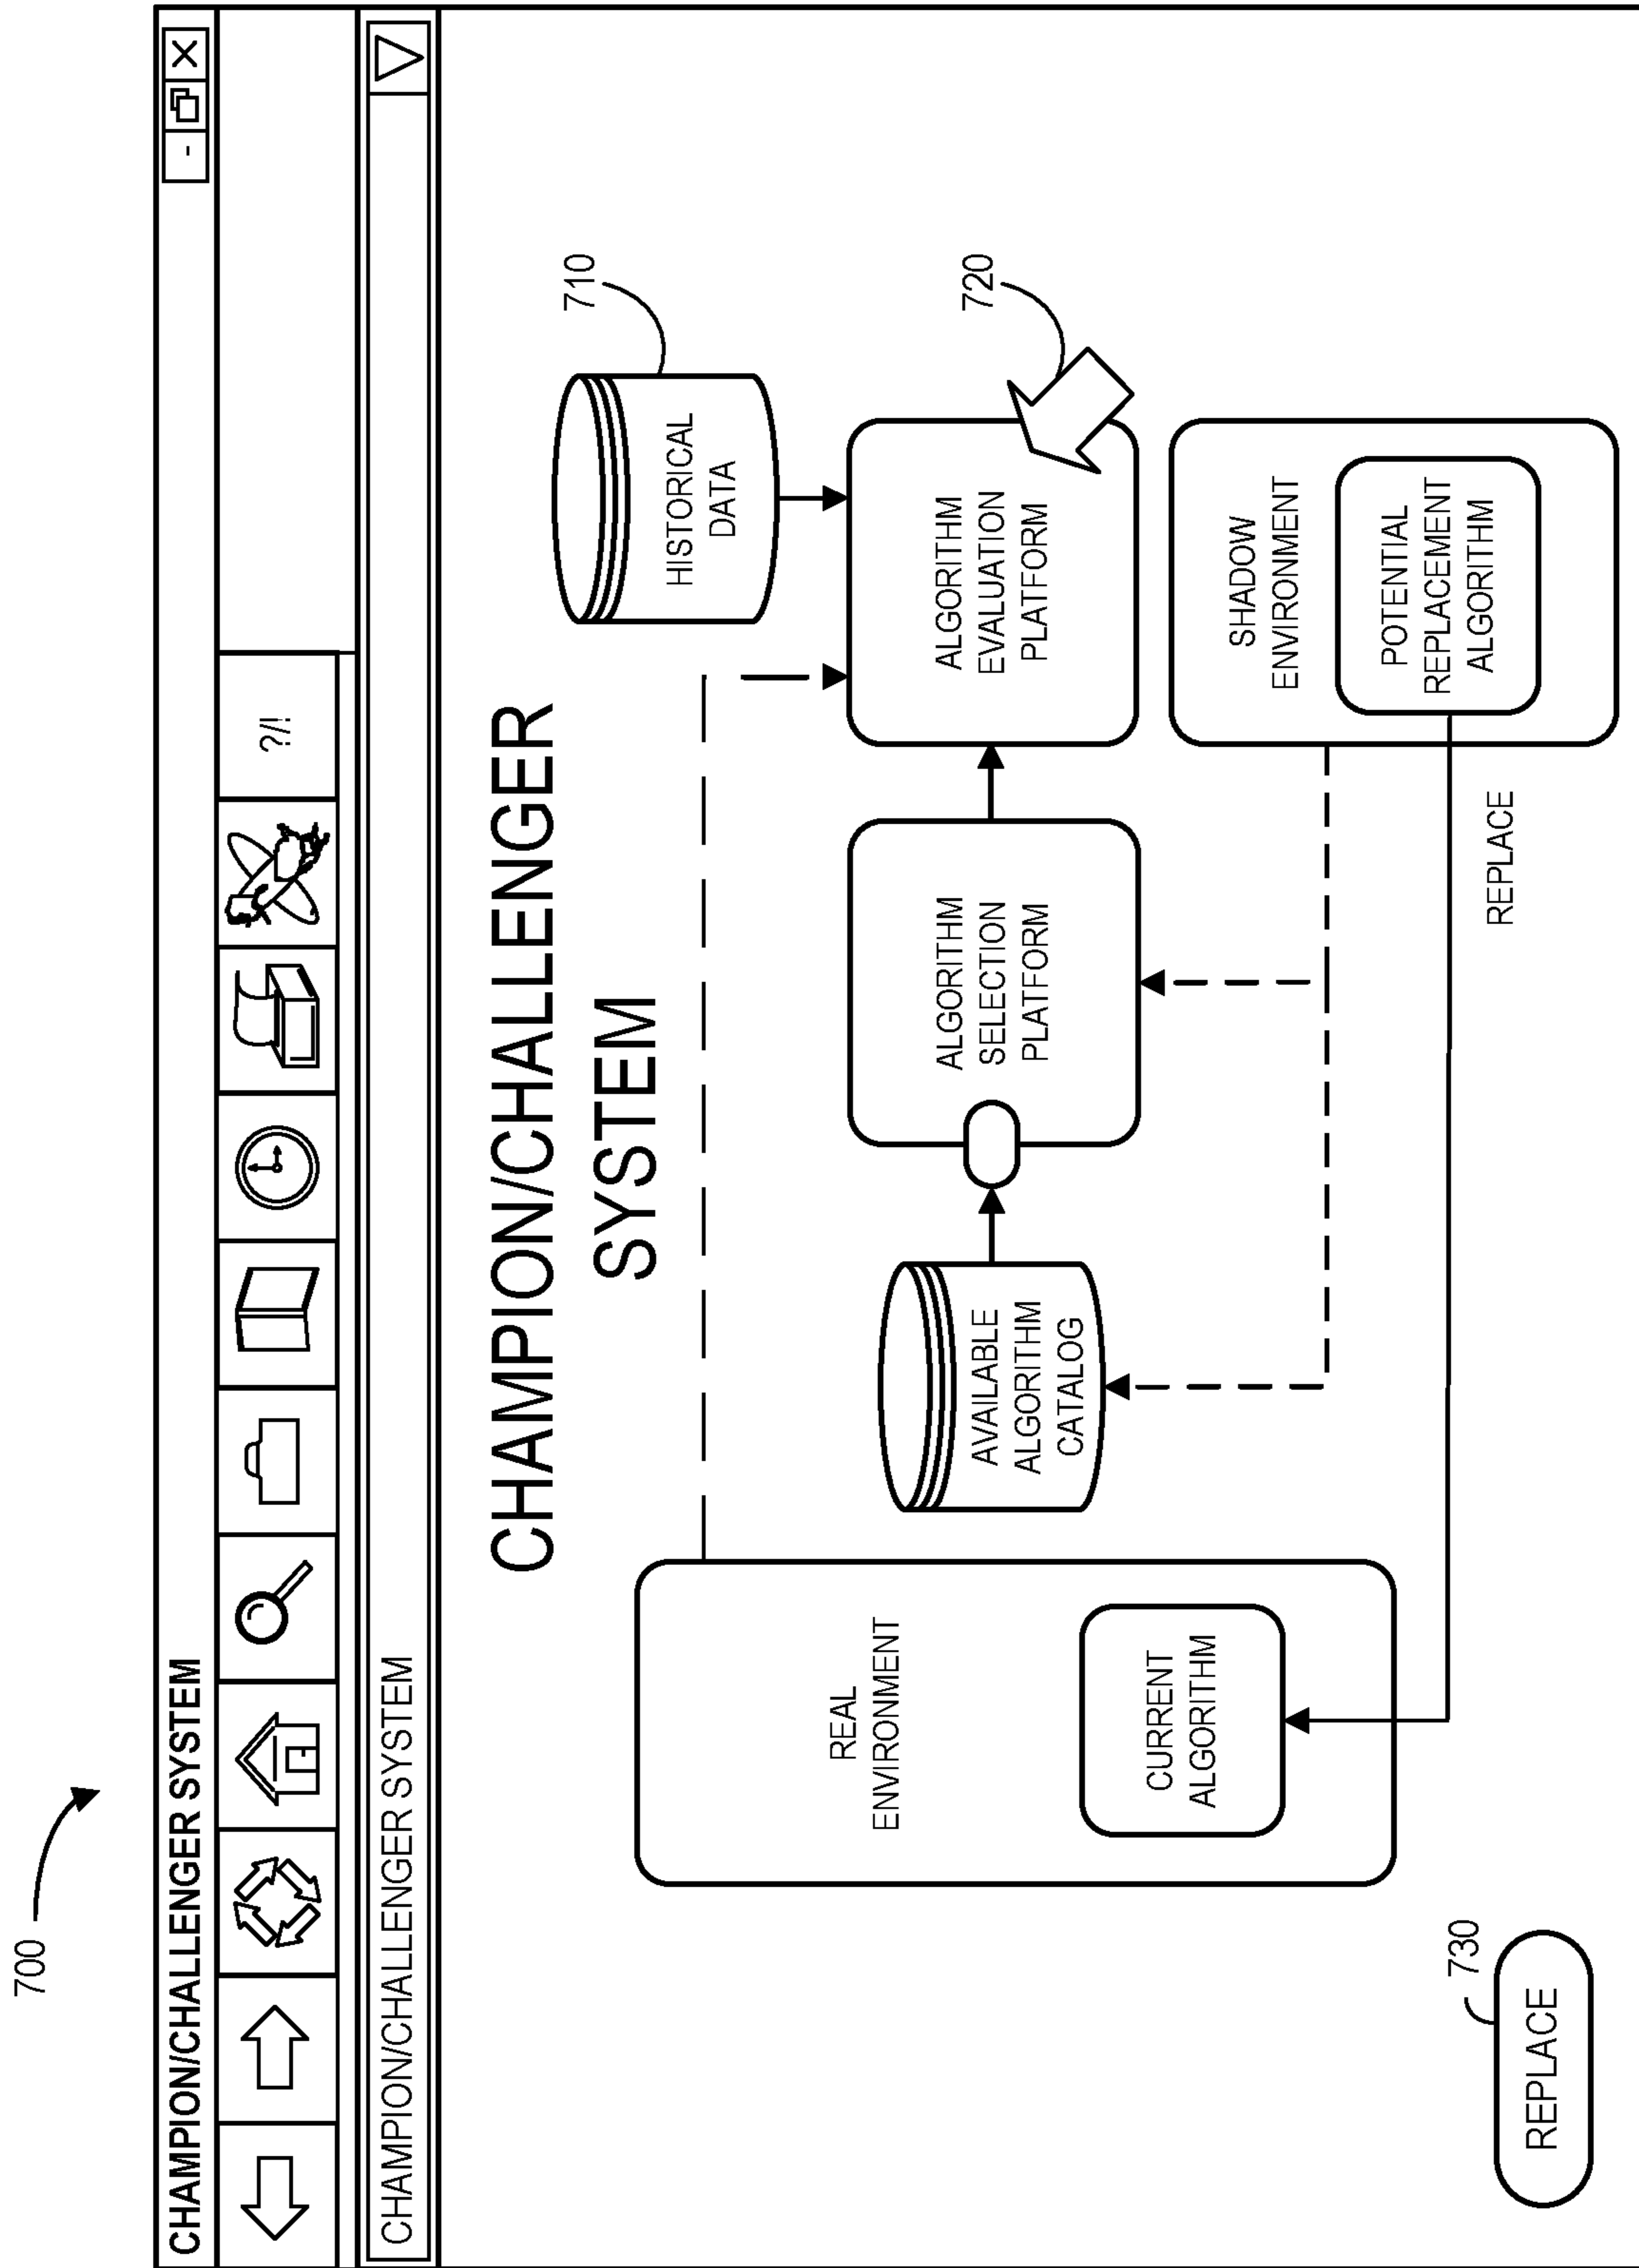 700
CHAMPION/CHALLENGER SYSTEM
- X
?/!
CHAMPION/CHALLENGER SYSTEM
CHAMPION/CHALLENGER
SYSTEM
710
HISTORICAL
DATA
REAL
ENVIRONMENT
CURRENT
ALGORITHM
AVAILABLE
ALGORITHM
CATALOG
ALGORITHM
SELECTION
PLATFORM
ALGORITHM
EVALUATION
PLATFORM
720
SHADOW
ENVIRONMENT
POTENTIAL
REPLACEMENT
ALGORITHM
REPLACE
730
REPLACE